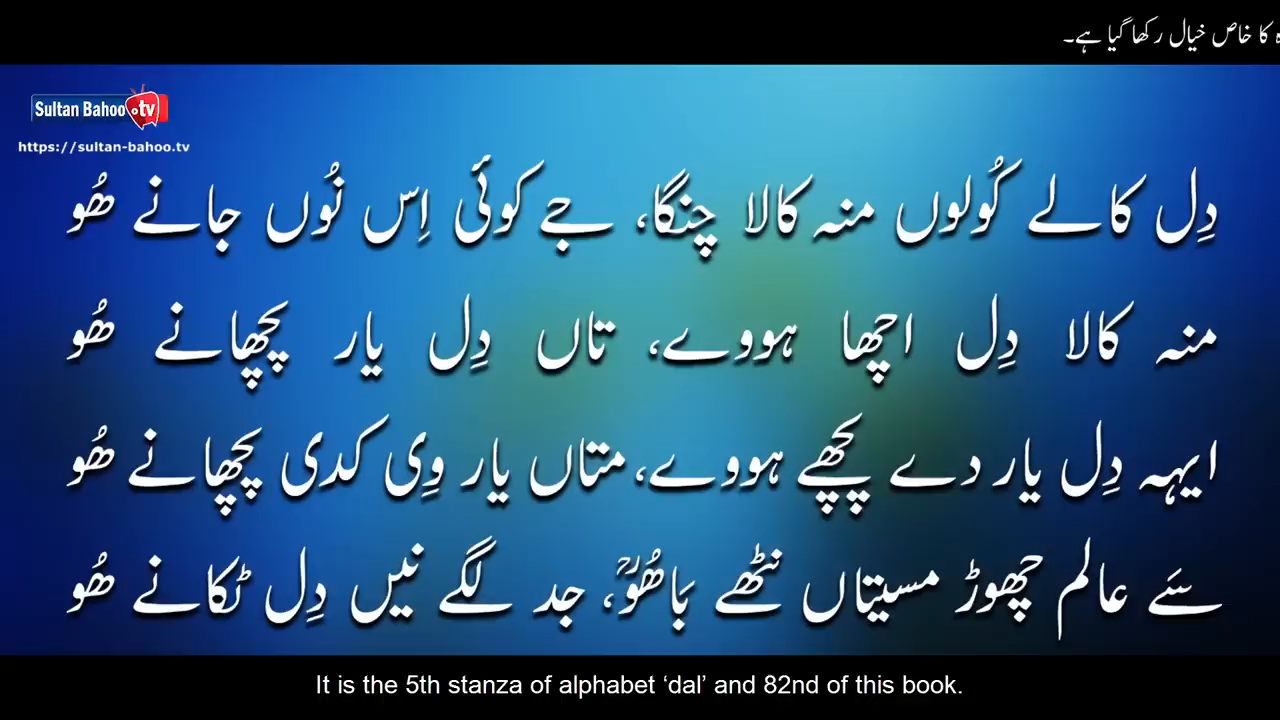 کا خاص خیال رکھا گیا ہے۔
Sultan Bahoo.tv
https://sultan-bahoo.tv
دِل کالے کُولوں منہ کالا چنگا، جے کوئی اِس نُوں جانے ھُو
منہ کالا دِل اچھا ہووے، تاں دِل یار پچھانے ھُو
ایہہ دِل یار دے پچھے ہووے، متاں یار وِی کدی پچھانے ھُو
سَے عالم چھوڑ مسیتاں نٹھے بَاھُوؒ، جد لگے نیں دِل ٹکانے ھُو
It is the 5th stanza of alphabet ‘dal’ and 82nd of this book.